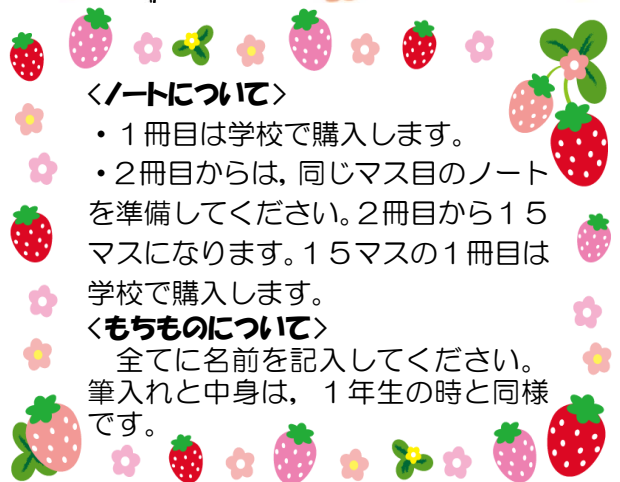 <ノートについて>
・１冊目は学校で購入します。
・２冊目からは，同じマス目のノート
を準備してください。２冊目から１５
マスになります。１５マスの１冊目は
学校で購入します。
<もちものについて>
　全てに名前を記入してください。
筆入れと中身は，１年生の時と同様
です。